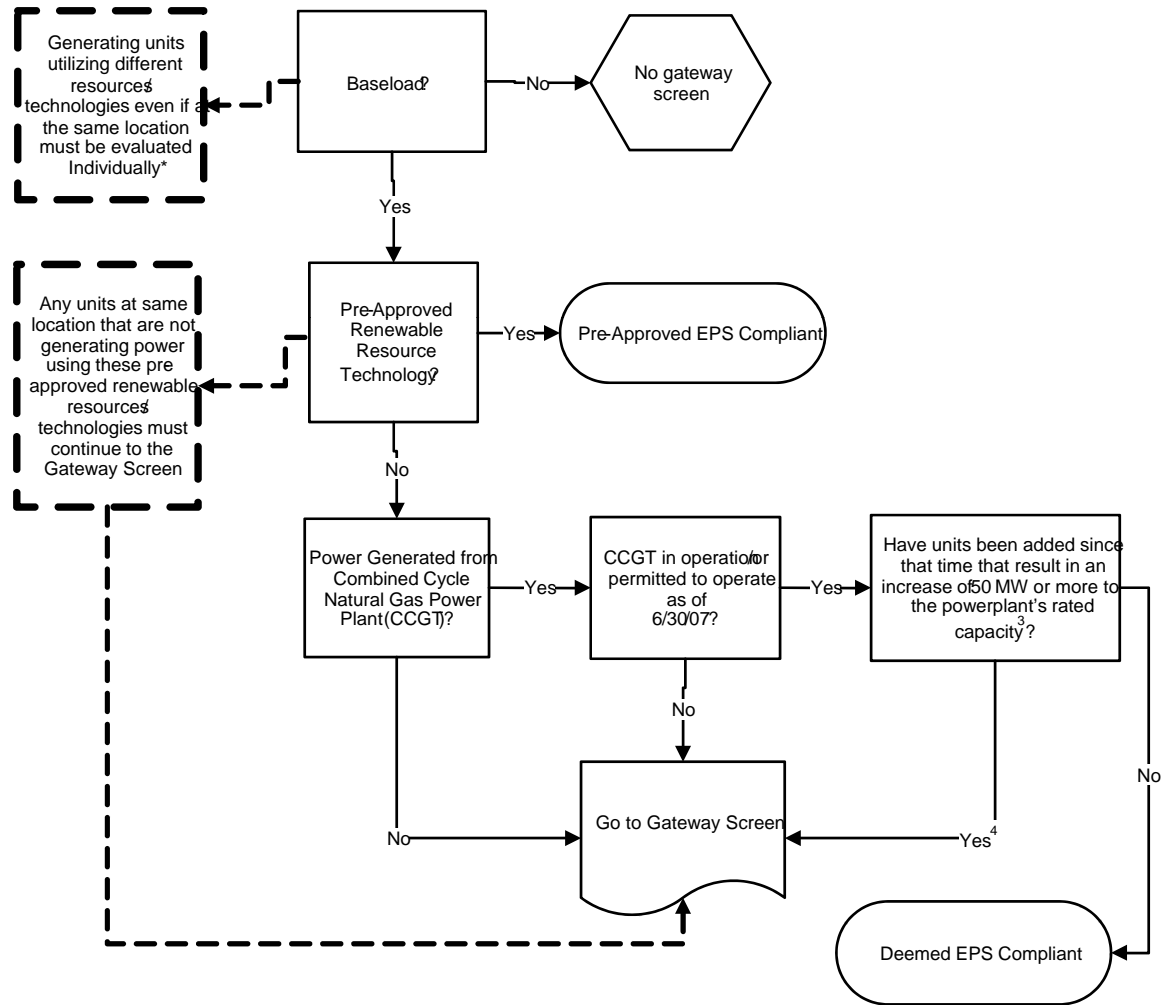 Generating units
utilizing different
resources/
technologies even if a
the same location
must be evaluated
Individually*
Baseload?
No
No gateway
screen
Yes
Any units at same
location that are not
generating power
using these pre
approved renewable
resources/
technologies must
continue to the
Gateway Screen
Pre-Approved
Renewable
Resource
Technology?
Yes
Pre-Approved EPS Compliant
No
Power Generated from
Combined Cycle
Natural Gas Power
Plant (CCGT)?
Yes
CCGT in operation/or
permitted to operate
as of
6/30/07?
Yes
Have units been added since
that time that result in an
increase of 50 MW or more to
the powerplant's rated
capacity³?
No
No
Go to Gateway Screen
No
Yes⁴
Deemed EPS Compliant